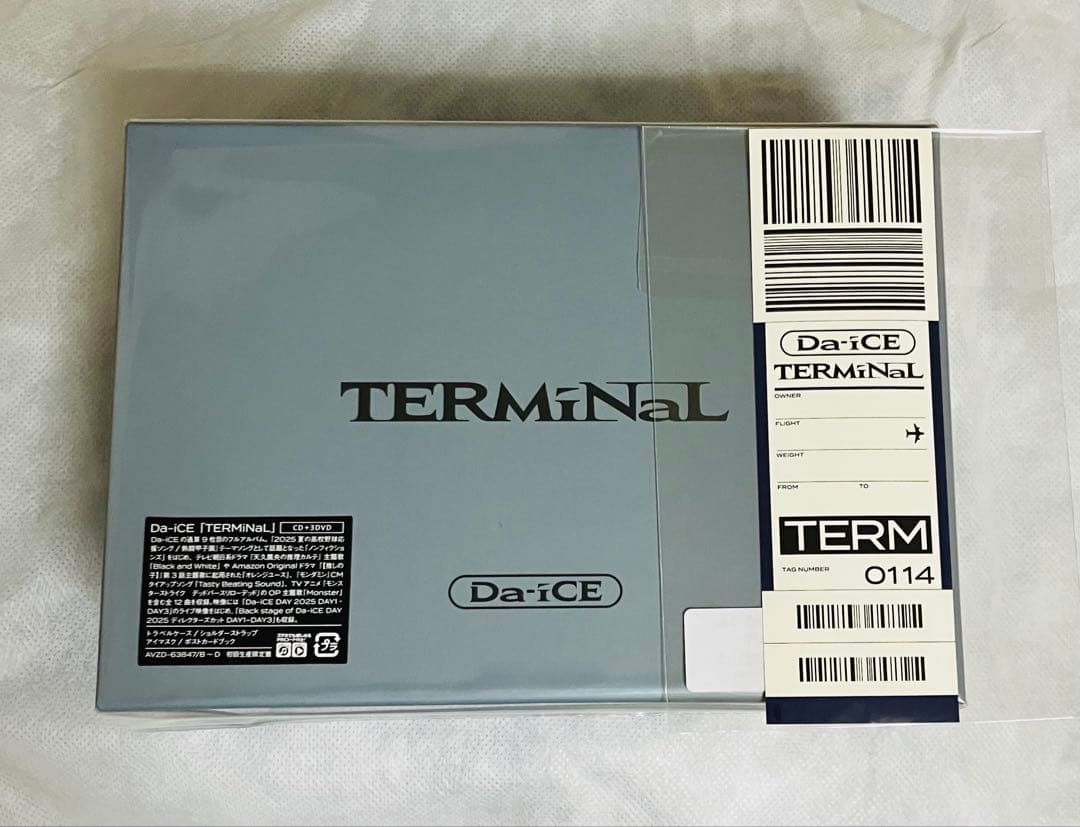 TERMiNaL
Da-iCE
Da-iCE「TERMiNaL」 CD+3DVD
Da-iCEの通算9枚目のフルアルバム。「2025 夏の高校野球応
援ソング/熱闘甲子園」テーマソングとして話題となった「ノンフィクショ
ンズ」をはじめ、テレビ朝日系ドラマ「天久鷹央の推理カルテ」主題歌
「Black and White」や Amazon Original ドラマ「【推しの
子】」第3話主題歌に起用された「オレンジユース」、「モンダミン」CM
タイアップソング「Tasty Beating Sound」、TVアニメ「モンス
ターストライク デッドバースリローデッド」のOP主題歌「Monster」
を含む全12曲を収録。映像には「Da-iCE DAY 2025 DAY1-
DAY3」のライブ映像をはじめ、「Back stage of Da-iCE DAY
2025 ディレクターズカット DAY1-DAY3」も収録。
トラベルケース/ショルダーストラップ
アイマスク/ポストカードブック
AVZD-63847/B~D 初回生産限定盤
プラ
Da-iCE
TERMiNaL
OWNER
FLIGHT
WEIGHT
FROM TO
TERM
TAG NUMBER 0114